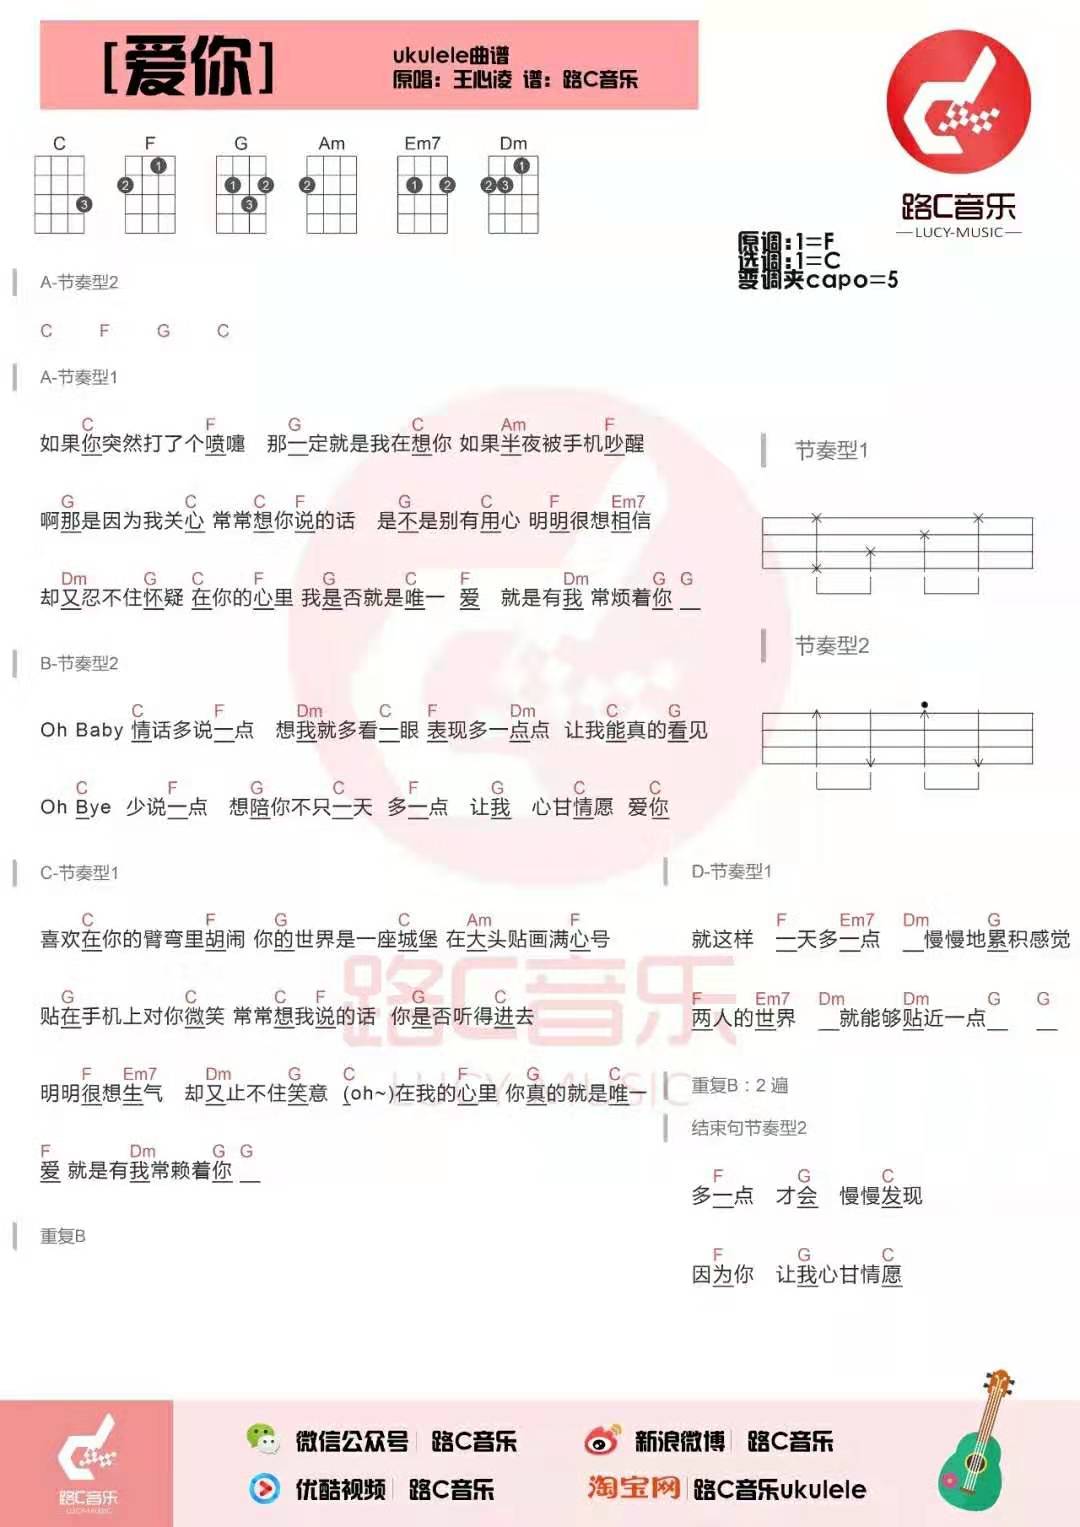 [爱你]
ukulele曲谱
原唱：王心凌 谱：路C音乐
路C音乐
—LUCY-MUSIC—
C F G Am Em7 Dm
3 2 1 1 2 3 2 1 2 2 3 1
原调:1=F
选调:1=C
变调夹capo=5
A-节奏型2
C F G C
A-节奏型1
C F G C Am F
如果你突然打了个喷嚏 那一定就是我在想你 如果半夜被手机吵醒
G C C F G C F Em7
啊那是因为我关心 常常想你说的话 是不是别有用心 明明很想相信
Dm G C F G C F Dm G G
却又忍不住怀疑 在你的心里 我是否就是唯一 爱 就是有我 常烦着你
节奏型1
节奏型2
B-节奏型2
C F Dm C F Dm C G
Oh Baby 情话多说一点 想我就多看一眼 表现多一点点 让我能真的看见
C F G C F G C C
Oh Bye 少说一点 想陪你不只一天 多一点 让我 心甘情愿 爱你
C-节奏型1
C F G C Am F
喜欢在你的臂弯里胡闹 你的世界是一座城堡 在大头贴画满心号
G C C F G C
贴在手机上对你微笑 常常想我说的话 你是否听得进去
F Em7 Dm G C F G C
明明很想生气 却又止不住笑意 (oh~)在我的心里 你真的就是唯一
F Dm G G
爱 就是有我常赖着你
重复B
D-节奏型1
F Em7 Dm G
就这样 一天多一点 慢慢地累积感觉
F Em7 Dm Dm G G
两人的世界 就能够贴近一点
重复B：2 遍
结束句节奏型2
F G C
多一点 才会 慢慢发现
F G C
因为你 让我心甘情愿
路C音乐
LUCY-MUSIC
路C音乐
LUCY-MUSIC
微信公众号 路C音乐
新浪微博 路C音乐
优酷视频 路C音乐
淘宝网 路C音乐ukulele